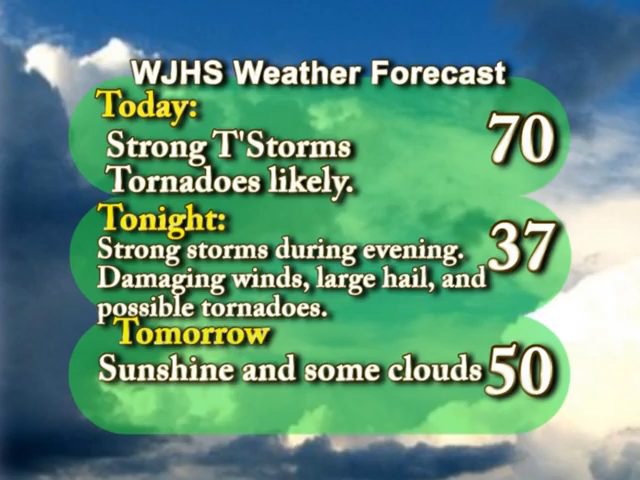 WJHS Weather Forecast
Today:
Strong T'Storms
Tornadoes likely.
70
Tonight:
Strong storms during evening.
Damaging winds, large hail, and
possible tornadoes.
37
Tomorrow
Sunshine and some clouds
50